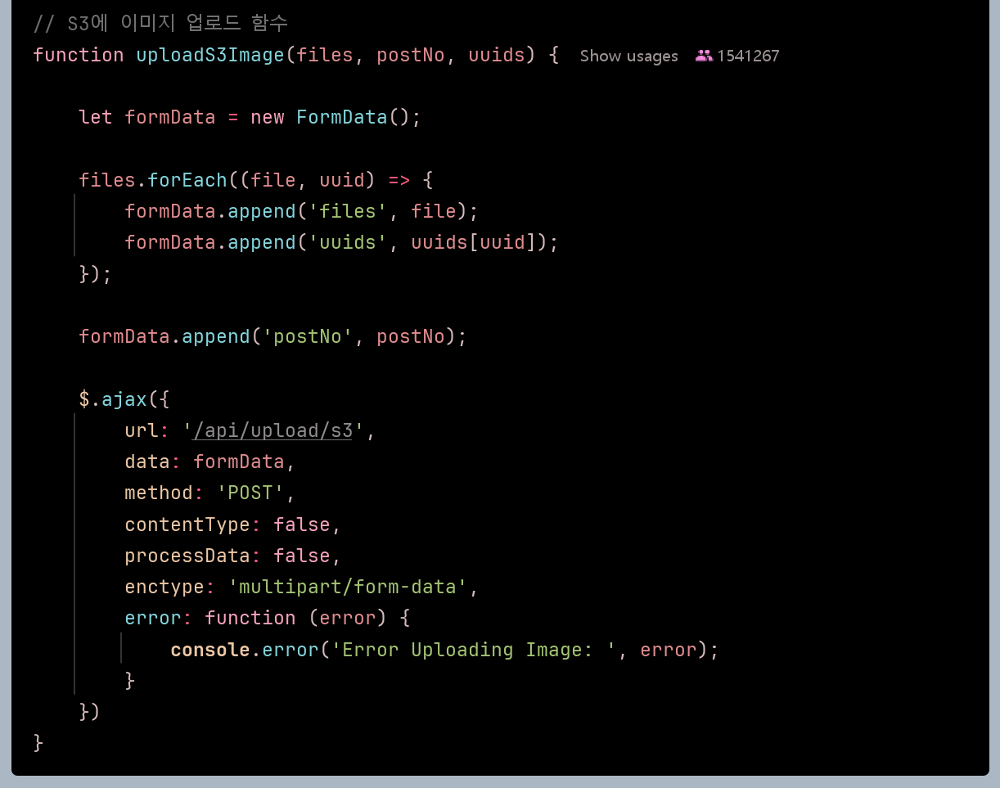 // S3에 이미지 업로드 함수
function uploadS3Image(files, postNo, uuids) { Show usages 1541267
let formData = new FormData();
files.forEach((file, uuid) => {
formData.append('files', file);
formData.append('uuids', uuids[uuid]);
});
formData.append('postNo', postNo);
$.ajax({
url: '/api/upload/s3',
data: formData,
method: 'POST',
contentType: false,
processData: false,
enctype: 'multipart/form-data',
error: function (error) {
console.error('Error Uploading Image: ', error);
}
})
}